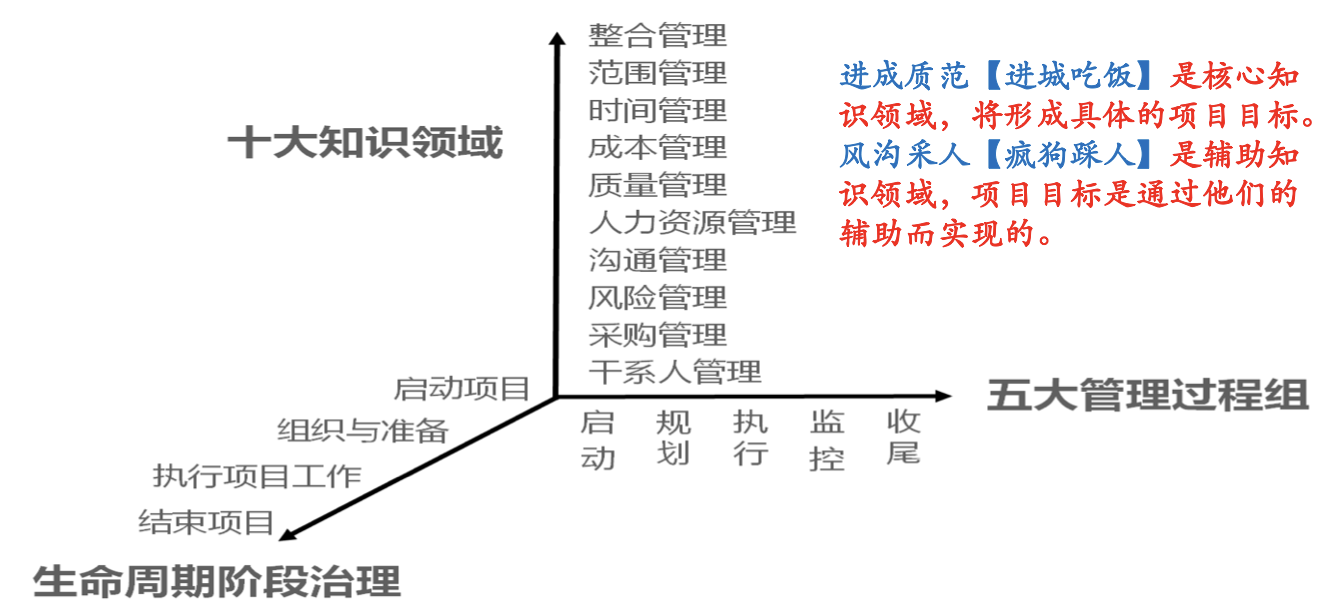 整合管理
范围管理
时间管理
成本管理
质量管理
人力资源管理
沟通管理
风险管理
采购管理
干系人管理
十大知识领域
进成质范【进城吃饭】是核心知
识领域，将形成具体的项目目标。
风沟采人【疯狗踩人】是辅助知
识领域，项目目标是通过他们的
辅助而实现的。
启动项目
组织与准备
执行项目工作
结束项目
生命周期阶段治理
启动
规划
执行
监控
收尾
五大管理过程组